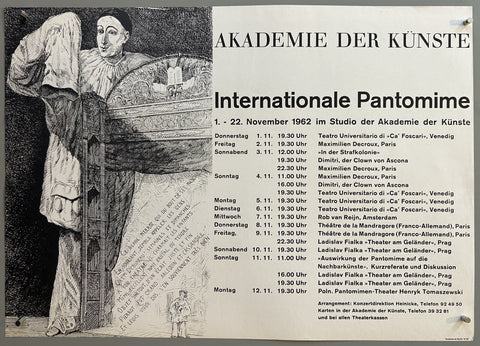 AKADEMIE DER KÜNSTE
Internationale Pantomime
1. - 22. November 1962 im Studio der Akademie der Künste
Donnerstag 1. 11. 19.30 Uhr Teatro Universitario di »Ca' Foscari«, Venedig
Freitag 2. 11. 19.30 Uhr Maximilien Decroux, Paris
Sonnabend 3. 11. 12.00 Uhr »In der Strafkolonie«
19.30 Uhr Dimitri, der Clown von Ascona
22.30 Uhr Maximilien Decroux, Paris
Sonntag 4. 11. 11.00 Uhr Maximilien Decroux, Paris
16.00 Uhr Dimitri, der Clown von Ascona
19.30 Uhr Teatro Universitario di »Ca' Foscari«, Venedig
Montag 5. 11. 19.30 Uhr Teatro Universitario di »Ca' Foscari«, Venedig
Dienstag 6. 11. 19.30 Uhr Teatro Universitario di »Ca' Foscari«, Venedig
Mittwoch 7. 11. 19.30 Uhr Rob van Reijn, Amsterdam
Donnerstag 8. 11. 19.30 Uhr Théâtre de la Mandragore (Franco-Allemand), Paris
Freitag, 9. 11. 19.30 Uhr Théâtre de la Mandragore (Franco-Allemand), Paris
22.30 Uhr Ladislav Fialka »Theater am Geländer«, Prag
Sonnabend 10. 11. 19.30 Uhr Ladislav Fialka »Theater am Geländer«, Prag
Sonntag 11. 11. 11.00 Uhr »Auswirkung der Pantomime auf die
Nachbarkünste«, Kurzreferate und Diskussion
16.00 Uhr Ladislav Fialka »Theater am Geländer«, Prag
19.30 Uhr Ladislav Fialka »Theater am Geländer«, Prag
Montag 12. 11. 19.30 Uhr Poln. Pantomimen-Theater Henryk Tomaszewski
Arrangement: Konzertdirektion Heinicke, Telefon 92 49 50
Karten in der Akademie der Künste, Telefon 39 32 81
und bei allen Theaterkassen